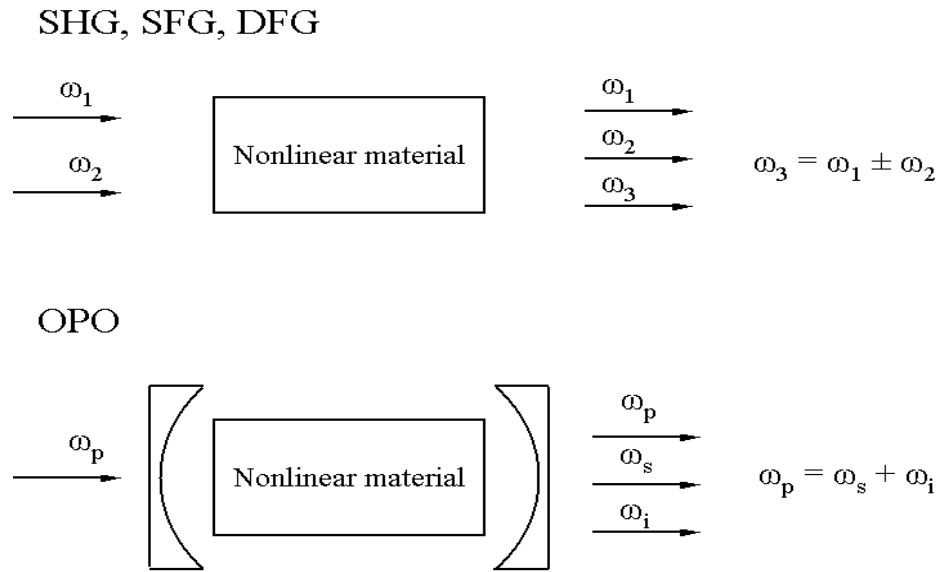 SHG, SFG, DFG
ω₁
ω₂
Nonlinear material
ω₁
ω₂
ω₃
ω₃ = ω₁ ± ω₂
OPO
ωₚ
Nonlinear material
ωₚ
ωₛ
ωᵢ
ωₚ = ωₛ + ωᵢ